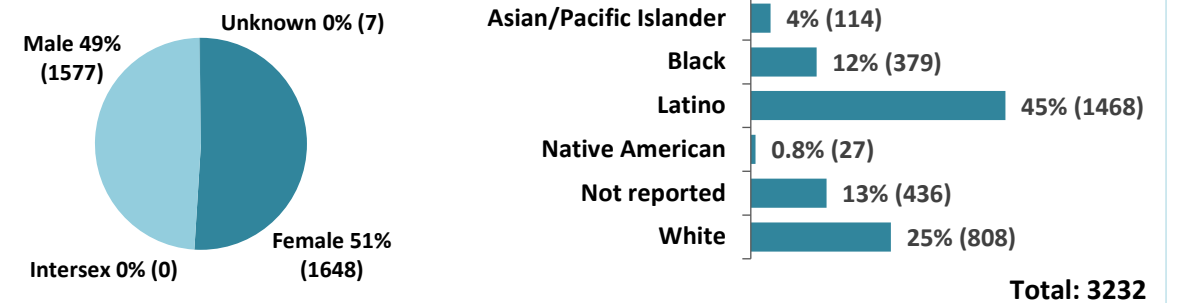 Unknown 0% (7)
Male 49%
(1577)
Female 51%
(1648)
Intersex 0% (0)
Asian/Pacific Islander 4% (114)
Black 12% (379)
Latino 45% (1468)
Native American 0.8% (27)
Not reported 13% (436)
White 25% (808)
Total: 3232